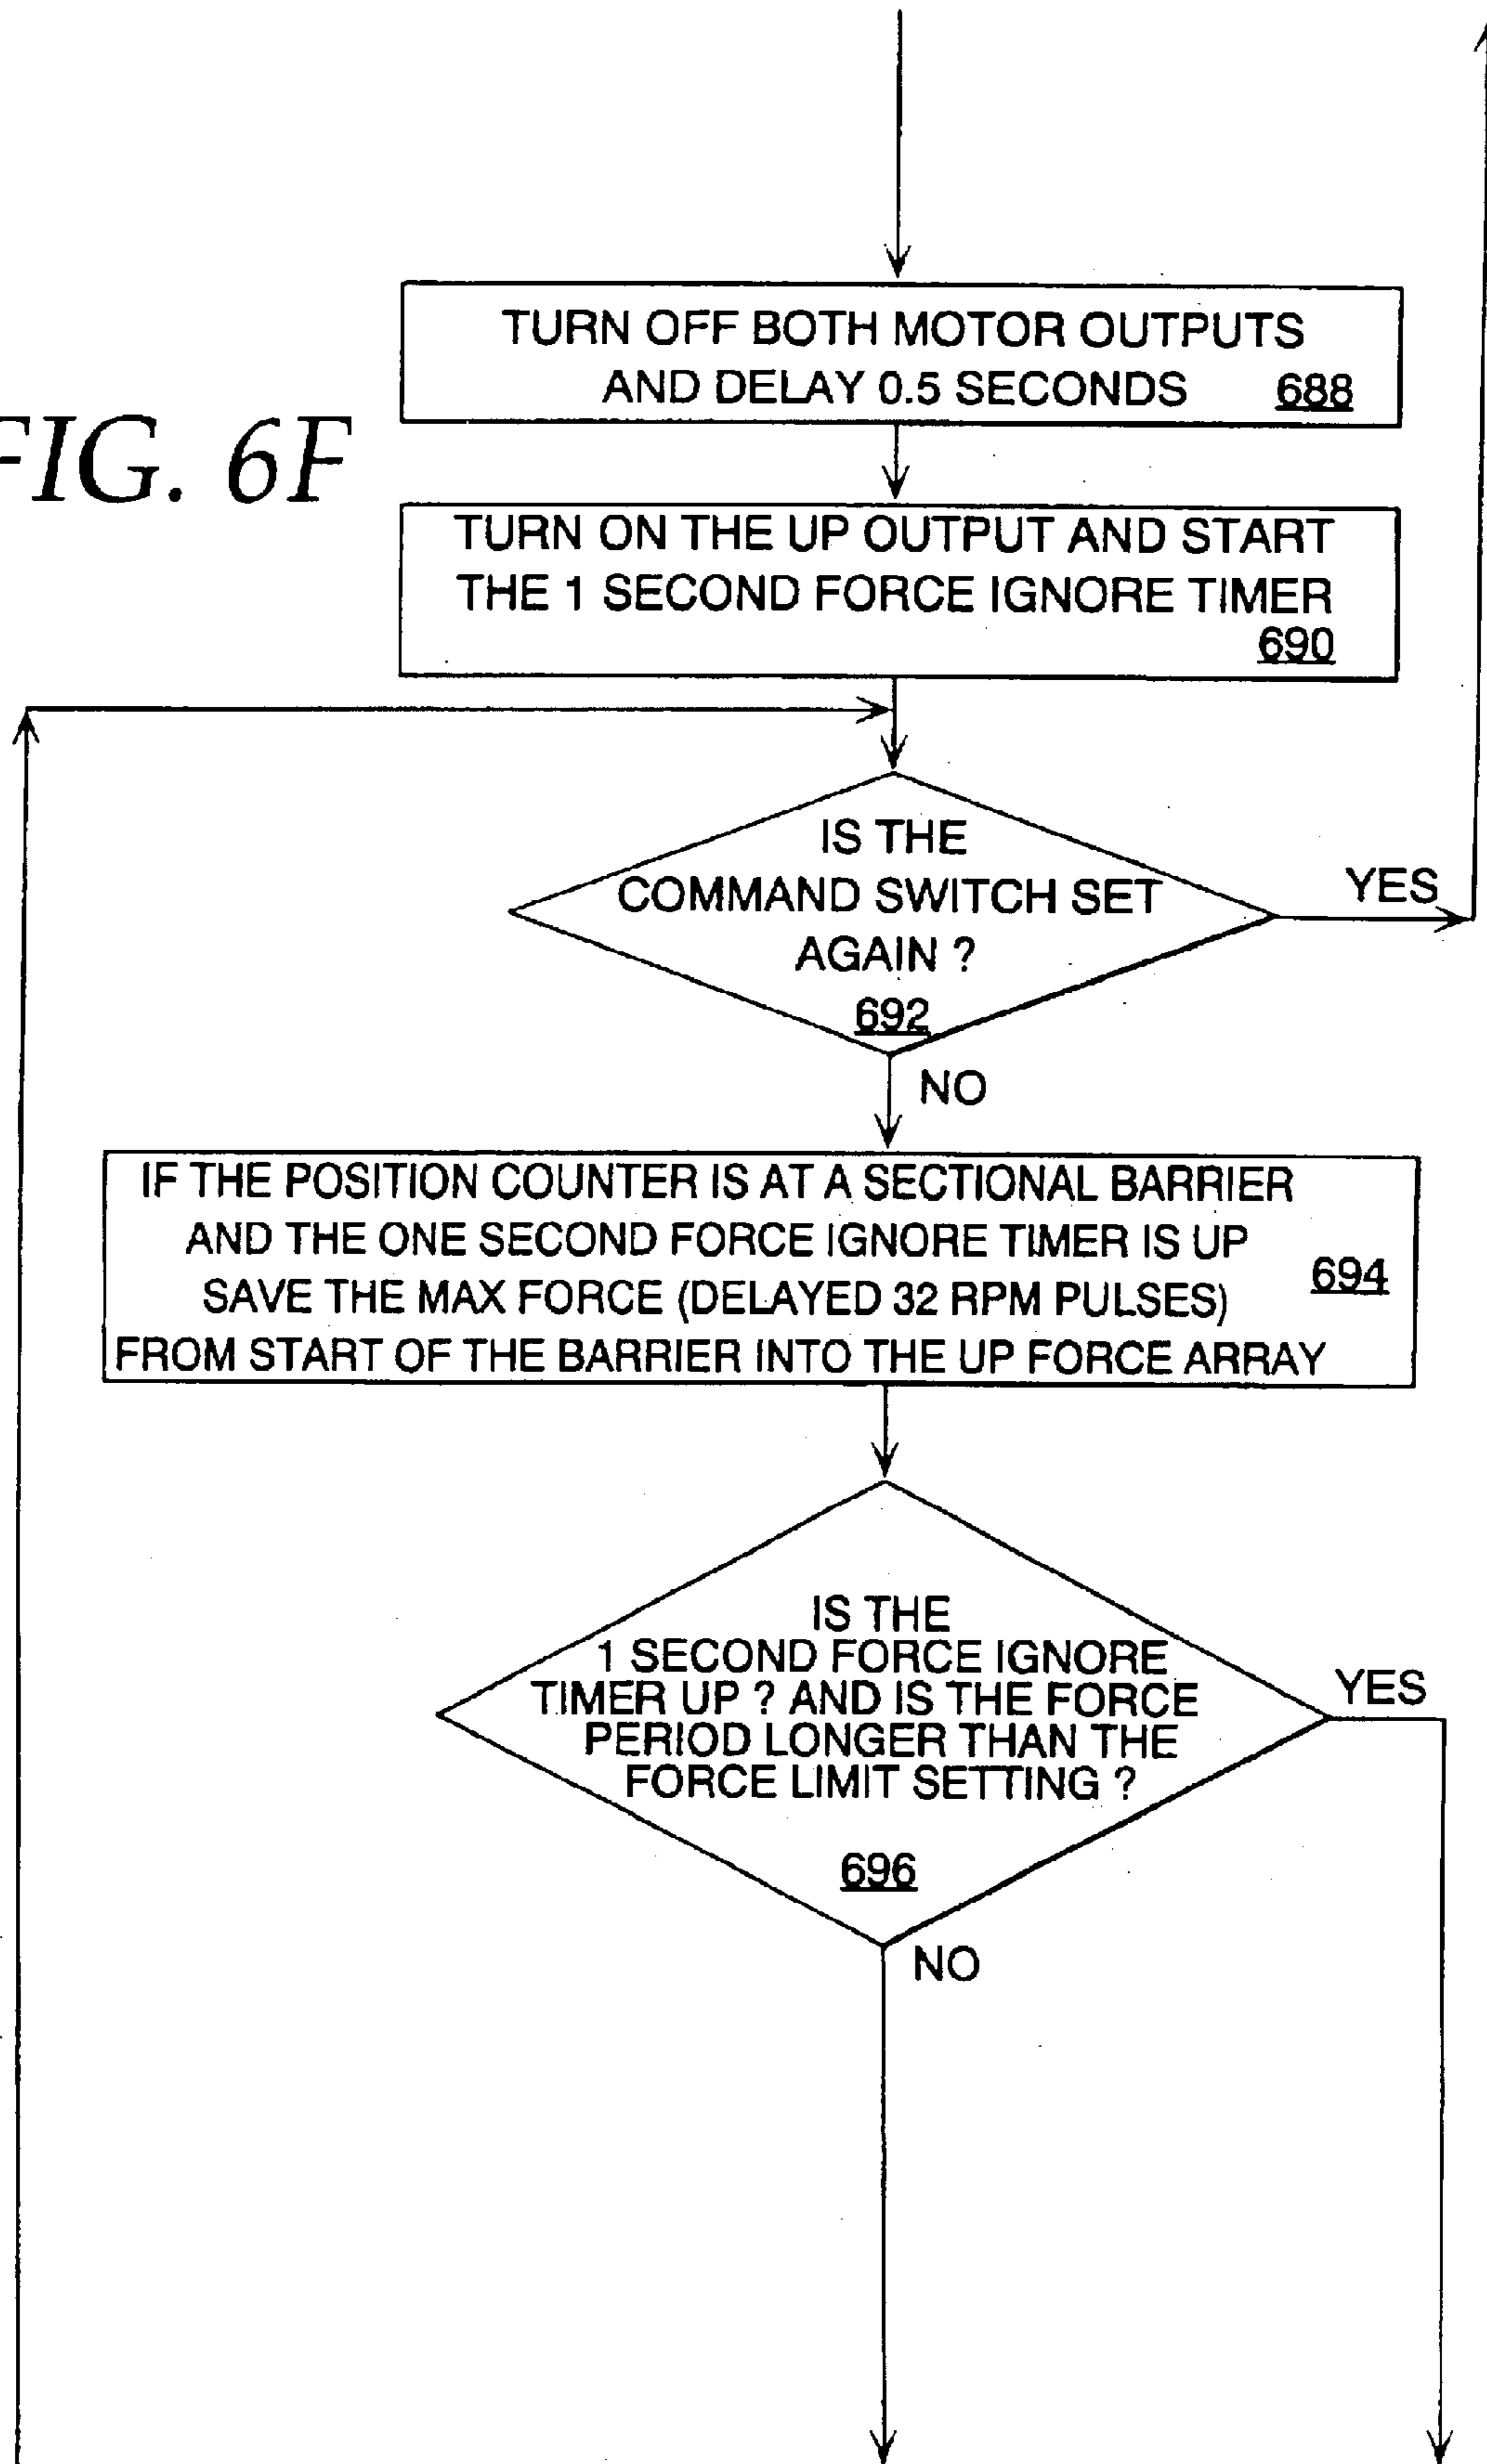 TURN OFF BOTH MOTOR OUTPUTS
AND DELAY 0.5 SECONDS 688
FIG. 6F
TURN ON THE UP OUTPUT AND START
THE 1 SECOND FORCE IGNORE TIMER
690
IS THE
COMMAND SWITCH SET
AGAIN ?
692
YES
NO
IF THE POSITION COUNTER IS AT A SECTIONAL BARRIER
AND THE ONE SECOND FORCE IGNORE TIMER IS UP
SAVE THE MAX FORCE (DELAYED 32 RPM PULSES)
FROM START OF THE BARRIER INTO THE UP FORCE ARRAY
694
IS THE
1 SECOND FORCE IGNORE
TIMER UP ? AND IS THE FORCE
PERIOD LONGER THAN THE
FORCE LIMIT SETTING ?
696
YES
NO